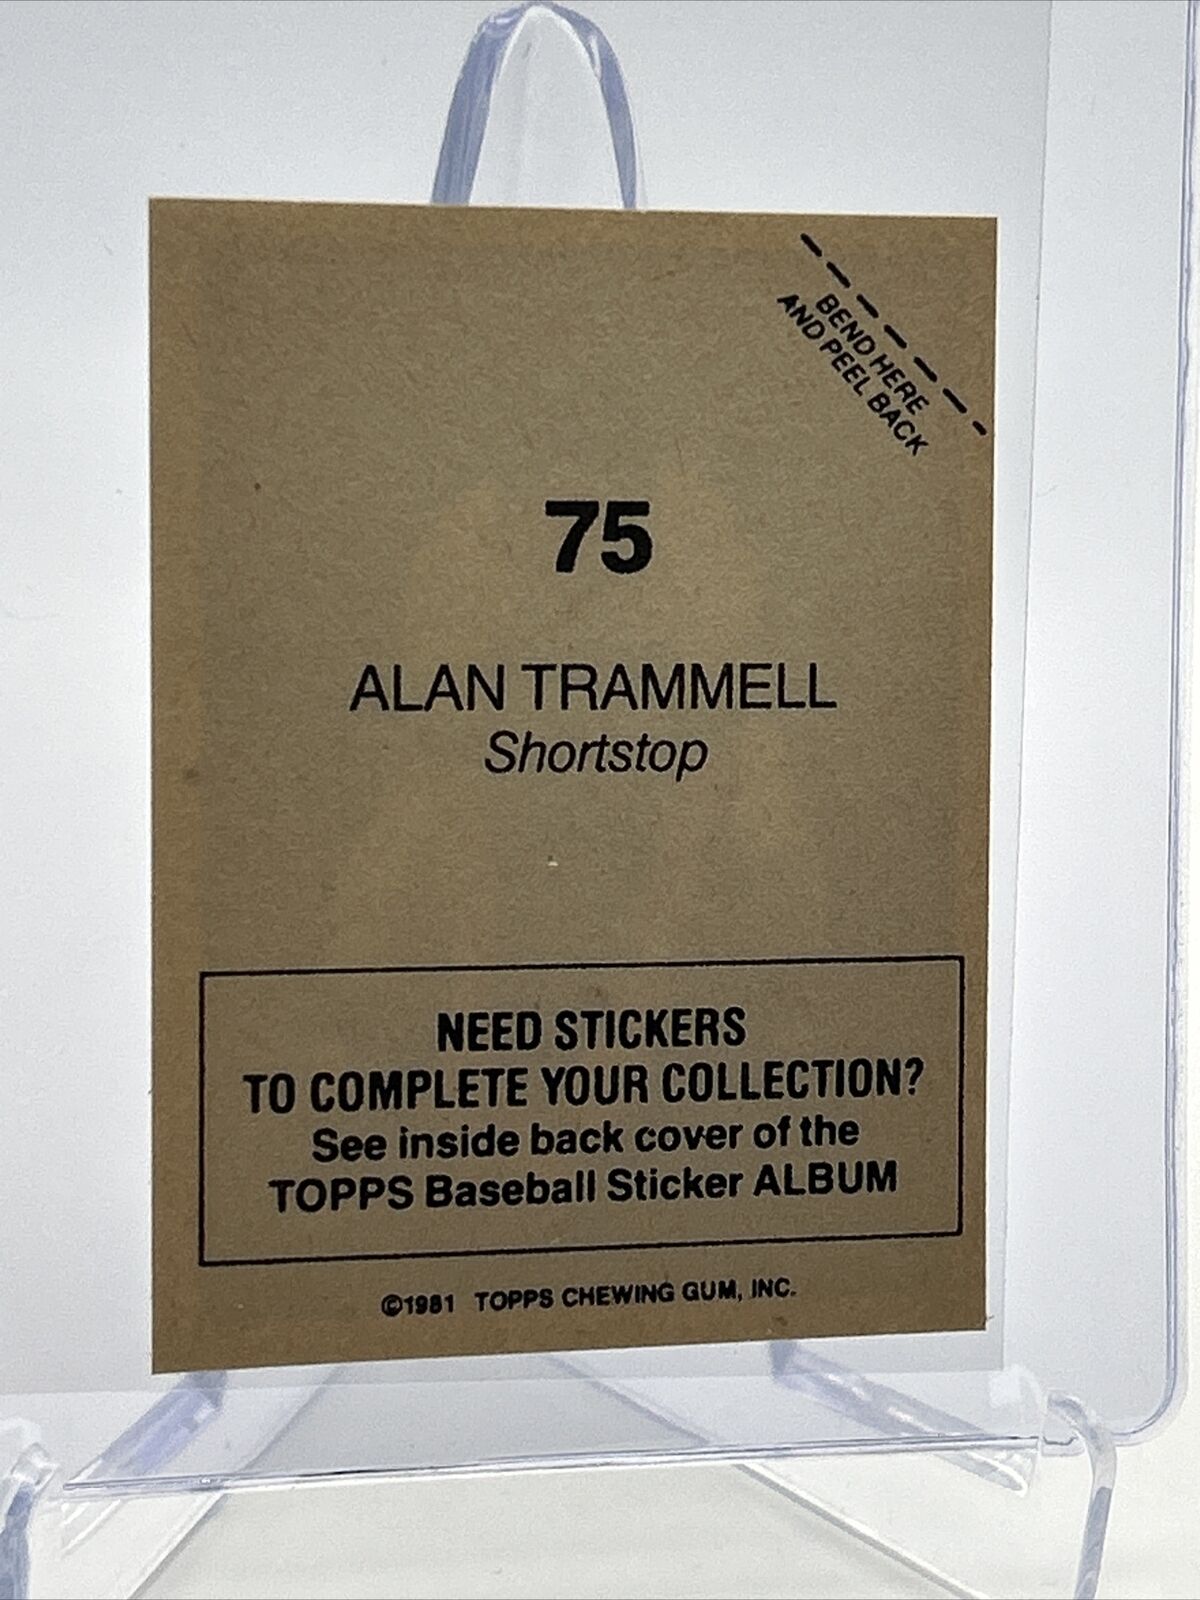 BEND HERE
AND PEEL BACK
75
ALAN TRAMMELL
Shortstop
NEED STICKERS
TO COMPLETE YOUR COLLECTION?
See inside back cover of the
TOPPS Baseball Sticker ALBUM
©1981 TOPPS CHEWING GUM, INC.